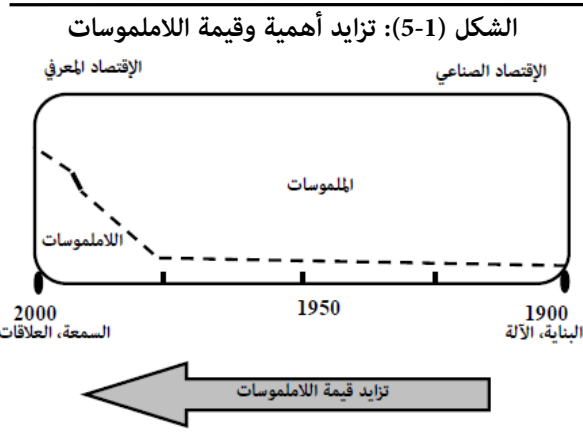 الشكل (1-5): تزايد أهمية وقيمة اللاملموسات
الإقتصاد الصناعي
الإقتصاد المعرفي
الملموسات
اللاملموسات
1900
1950
2000
البناية، الآلة
السمعة، العلاقات
تزايد قيمة اللاملموسات